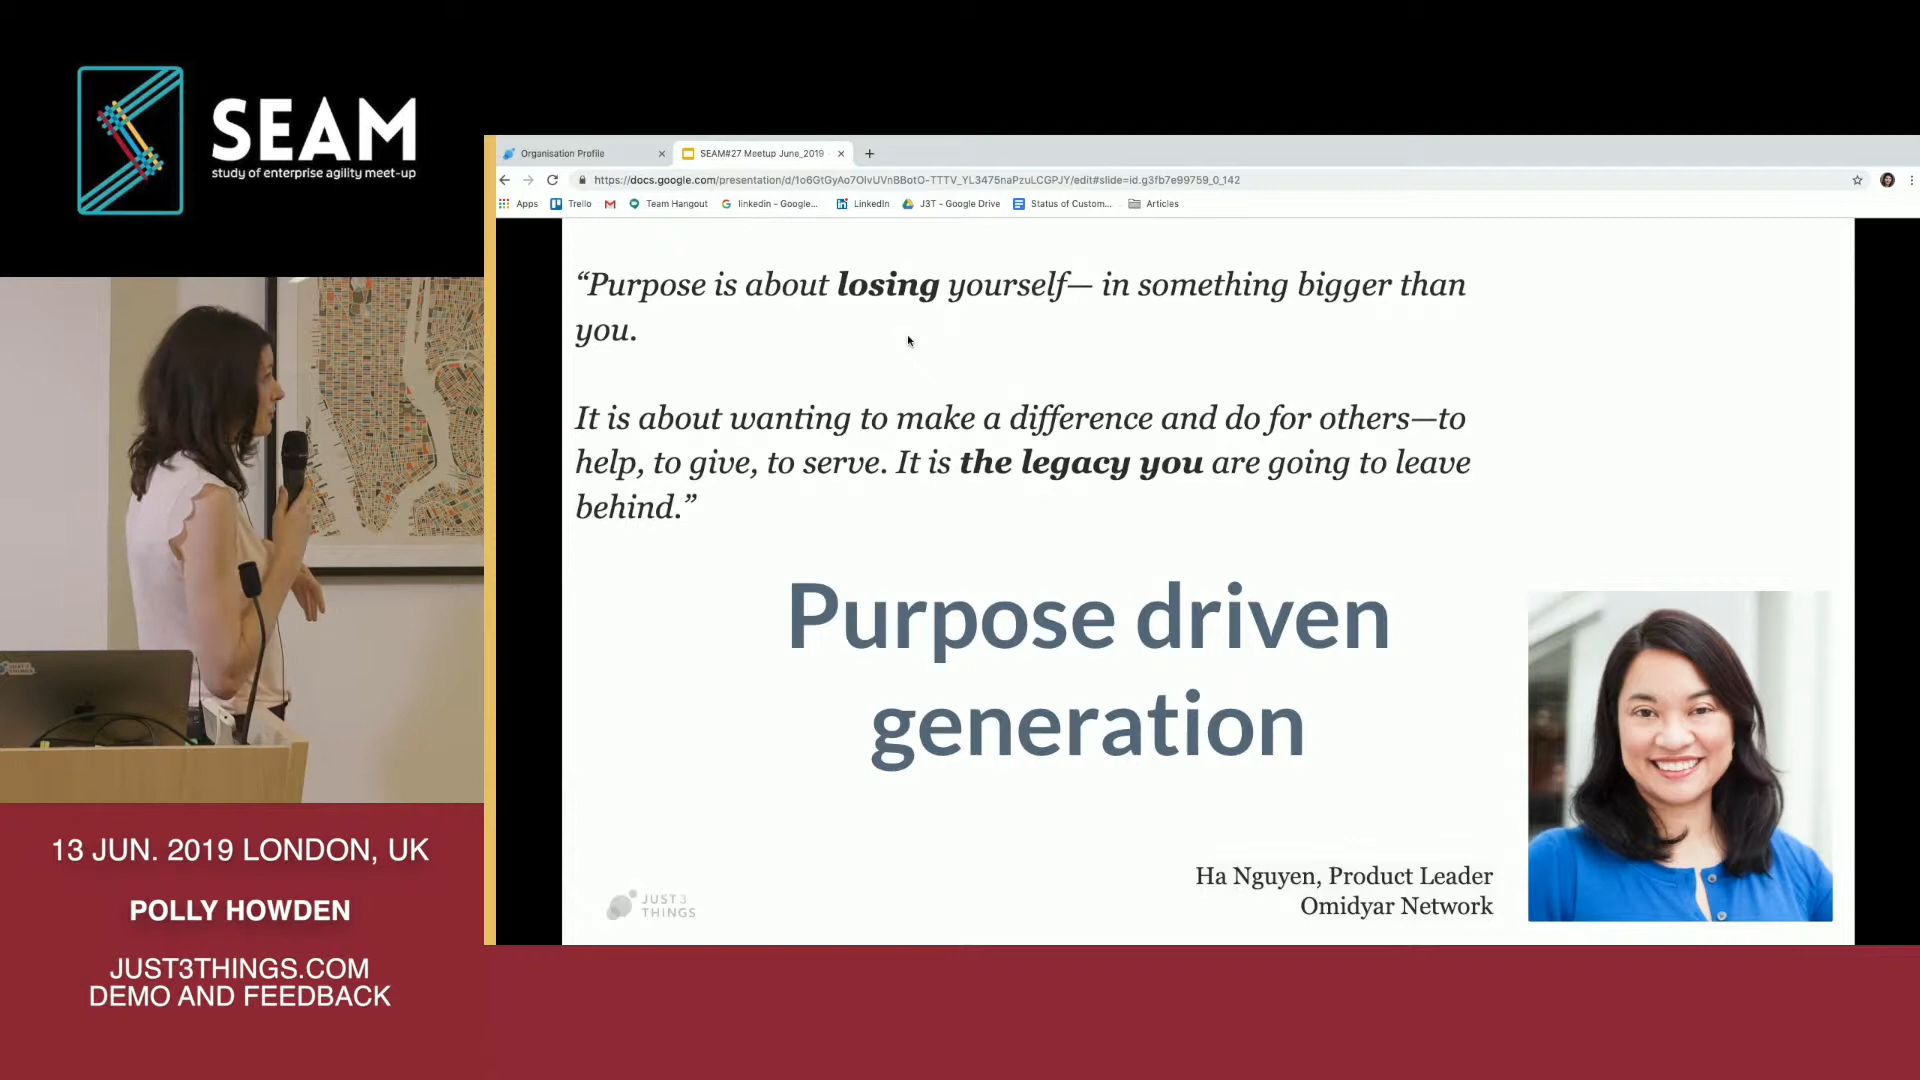 SEAM
study of enterprise agility meet-up
Organisation Profile
SEAM#27 Meetup June_2019
https://docs.google.com/presentation/d/1o6GtGyAo7OlvUVnBBotO-TTTV_YL3475naPzuLCGPJY/edit#slide=id.g3fb7e99759_0_142
Apps Trello Team Hangout linkedin - Google... LinkedIn J3T - Google Drive Status of Custom... Articles
“Purpose is about losing yourself— in something bigger than
you.
It is about wanting to make a difference and do for others—to
help, to give, to serve. It is the legacy you are going to leave
behind.”
Purpose driven
generation
Ha Nguyen, Product Leader
Omidyar Network
JUST3
THINGS
JUST3
THINGS
13 JUN. 2019 LONDON, UK
POLLY HOWDEN
JUST3THINGS.COM
DEMO AND FEEDBACK